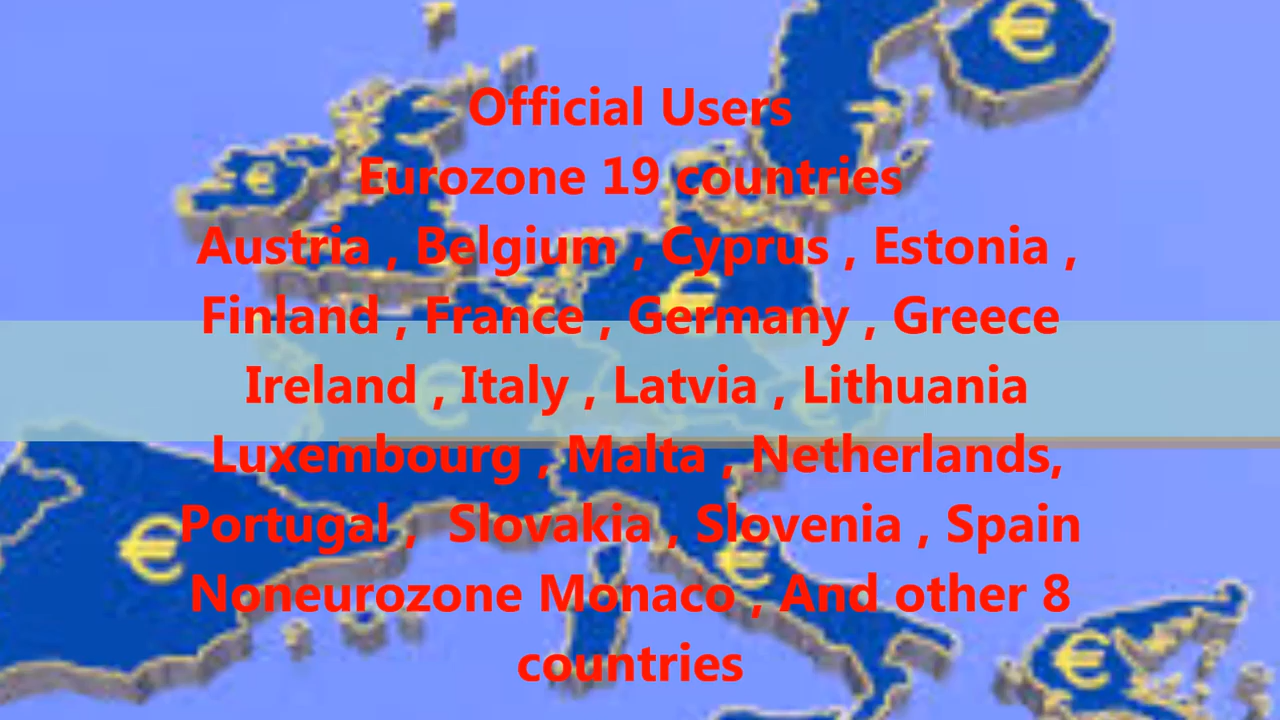 Official Users
Eurozone 19 countries
Austria , Belgium , Cyprus , Estonia ,
Finland , France , Germany , Greece
Ireland , Italy , Latvia , Lithuania
Luxembourg , Malta , Netherlands,
Portugal ,  Slovakia , Slovenia , Spain
Noneurozone Monaco , And other 8
countries